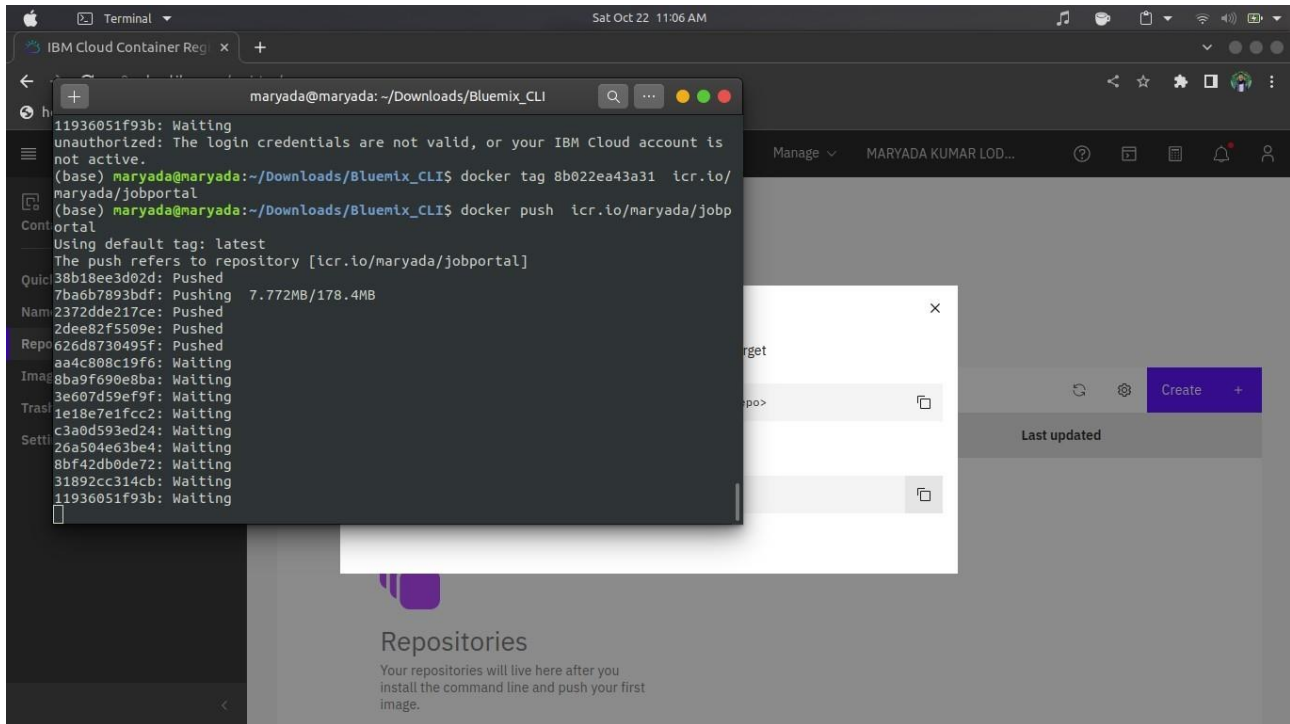 Terminal
Sat Oct 22 11:06 AM
IBM Cloud Container Reg
maryada@maryada: ~/Downloads/Bluemix_CLI
11936051f93b: Waiting
unauthorized: The login credentials are not valid, or your IBM Cloud account is
not active.
(base) maryada@maryada:~/Downloads/Bluemix_CLI$ docker tag 8b022ea43a31  icr.io/
maryada/jobportal
(base) maryada@maryada:~/Downloads/Bluemix_CLI$ docker push  icr.io/maryada/jobp
ortal
Using default tag: latest
The push refers to repository [icr.io/maryada/jobportal]
38b18ee3d02d: Pushed
7ba6b7893bdf: Pushing  7.772MB/178.4MB
2372dde217ce: Pushed
2dee82f5509e: Pushed
626d8730495f: Pushed
aa4c808c19f6: Waiting
8ba9f690e8ba: Waiting
3e607d59ef9f: Waiting
1e18e7e1fcc2: Waiting
c3a0d593ed24: Waiting
26a504e63be4: Waiting
8bf42db0de72: Waiting
31892cc314cb: Waiting
11936051f93b: Waiting
Manage
MARYADA KUMAR LOD...
Cont
Quic
Nam
Repo
Imag
Trash
Setti
rget
epo>
Create +
Last updated
Repositories
Your repositories will live here after you
install the command line and push your first
image.